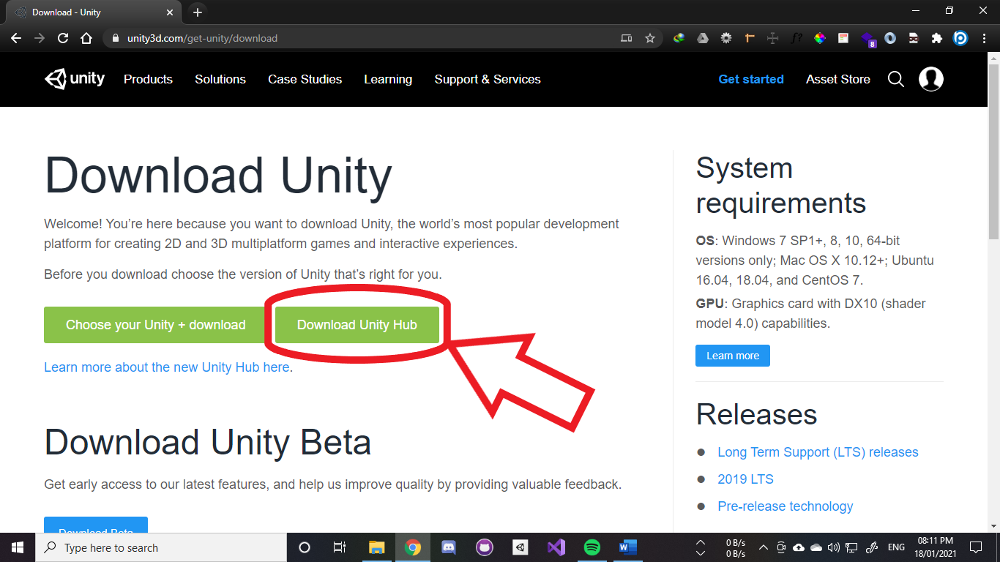 Download - Unity
unity3d.com/get-unity/download
8
unity Products Solutions Case Studies Learning Support & Services Get started Asset Store
Download Unity
Welcome! You’re here because you want to download Unity, the world’s most popular development
platform for creating 2D and 3D multiplatform games and interactive experiences.
Before you download choose the version of Unity that’s right for you.
Choose your Unity + download
Download Unity Hub
Learn more about the new Unity Hub here.
Download Unity Beta
Get early access to our latest features, and help us improve quality by providing valuable feedback.
Download Beta
System
requirements
OS: Windows 7 SP1+, 8, 10, 64-bit
versions only; Mac OS X 10.12+; Ubuntu
16.04, 18.04, and CentOS 7.
GPU: Graphics card with DX10 (shader
model 4.0) capabilities.
Learn more
Releases
Long Term Support (LTS) releases
2019 LTS
Pre-release technology
Type here to search
0 B/s
0 B/s
ENG
08:11 PM
18/01/2021